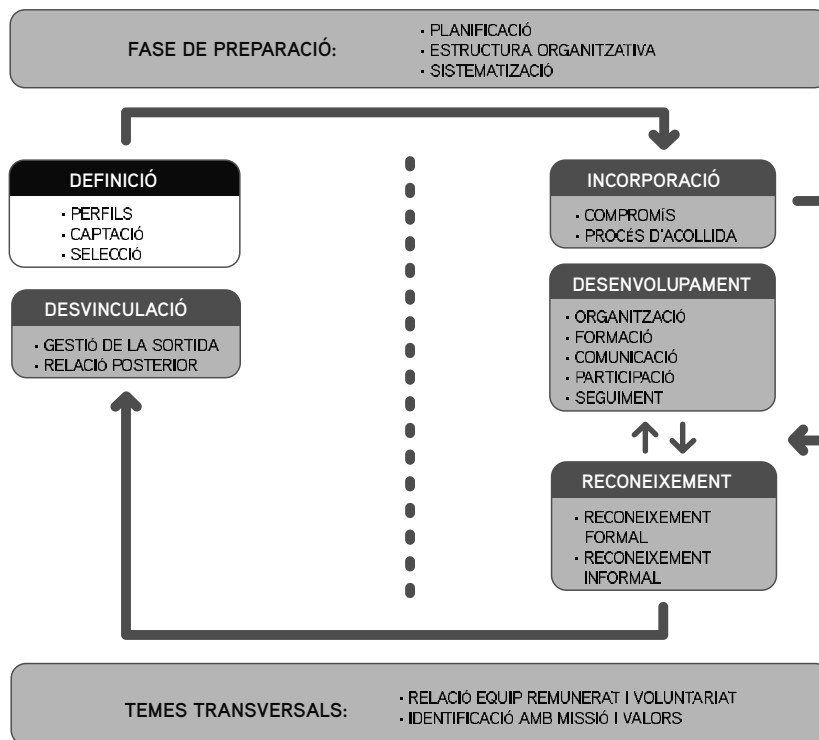 FASE DE PREPARACIÓ:
· PLANIFICACIÓ
· ESTRUCTURA ORGANITZATIVA
· SISTEMATIZACIÓ
DEFINICIÓ
· PERFILS
· CAPTACIÓ
· SELECCIÓ
DESVINCULACIÓ
· GESTIÓ DE LA SORTIDA
· RELACIÓ POSTERIOR
INCORPORACIÓ
· COMPROMÍS
· PROCÉS D'ACOLLIDA
DESENVOLUPAMENT
· ORGANITZACIÓ
· FORMACIÓ
· COMUNICACIÓ
· PARTICIPACIÓ
· SEGUIMENT
RECONEIXEMENT
· RECONEIXEMENT
FORMAL
· RECONEIXEMENT
INFORMAL
TEMES TRANSVERSALS:
· RELACIÓ EQUIP REMUNERAT I VOLUNTARIAT
· IDENTIFICACIÓ AMB MISSIÓ I VALORS